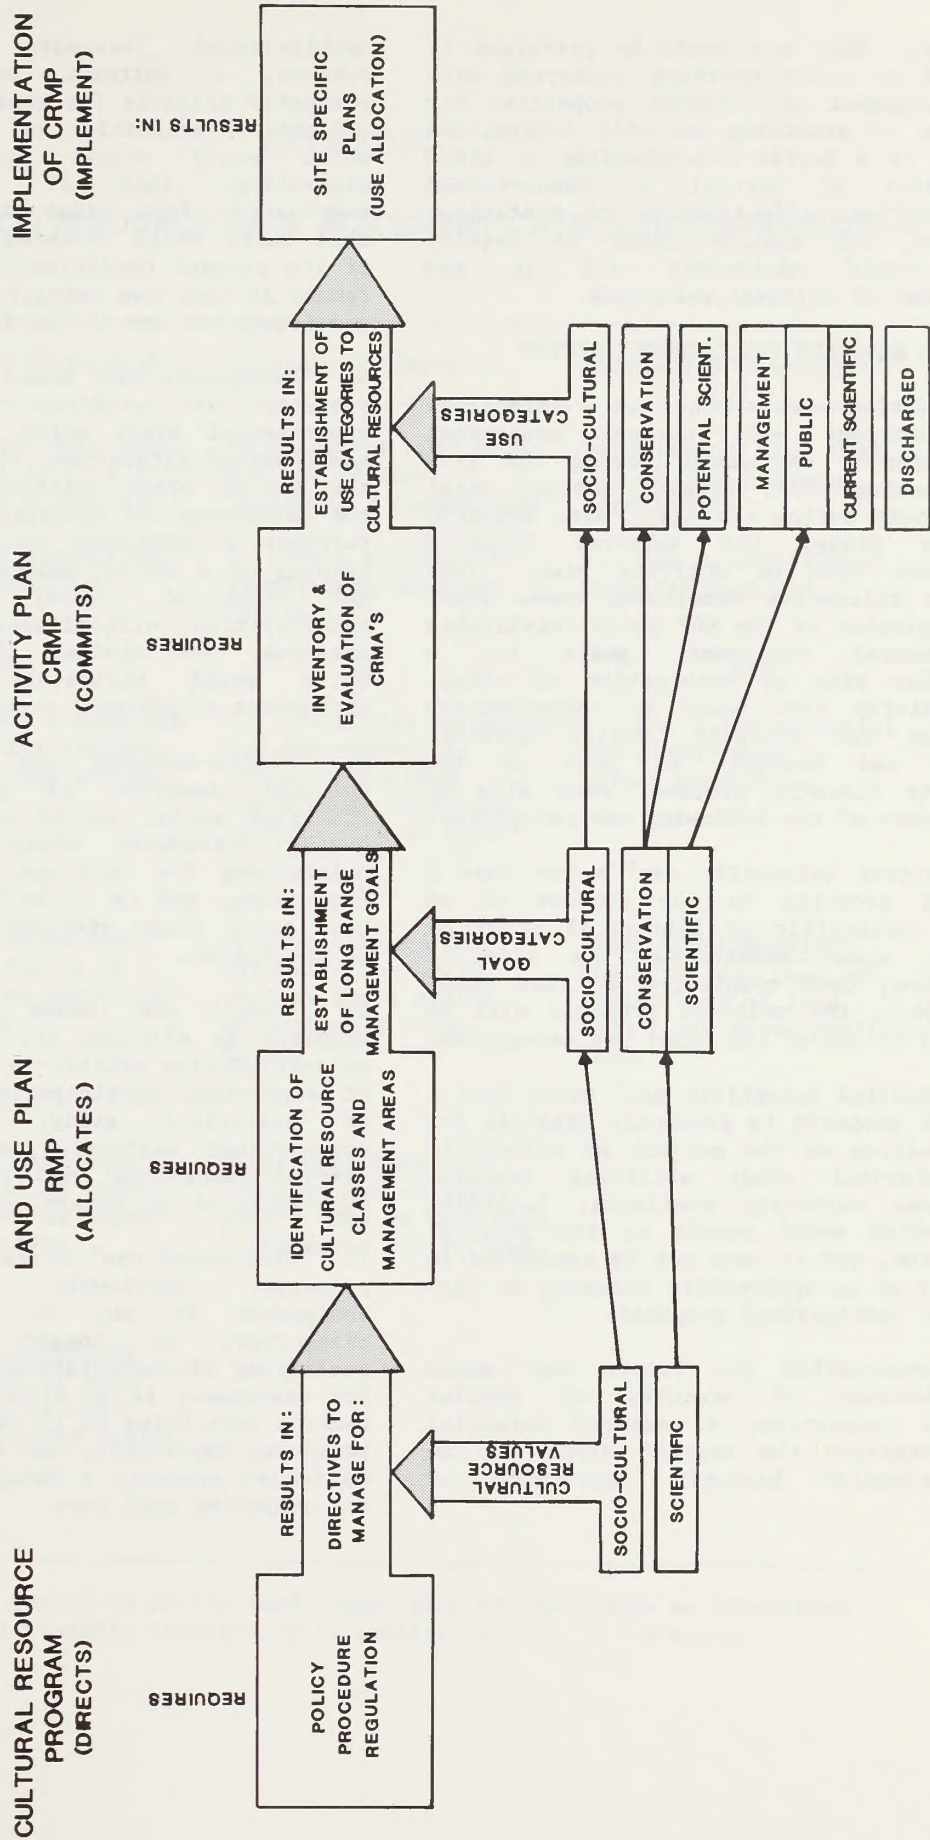 CULTURAL RESOURCE
PROGRAM
(DIRECTS)
REQUIRES
POLICY
PROCEDURE
REGULATION
RESULTS IN:
DIRECTIVES TO
MANAGE FOR:
CULTURAL
RESOURCE
VALUES
SOCIO-CULTURAL
SCIENTIFIC
LAND USE PLAN
RMP
(ALLOCATES)
REQUIRES
IDENTIFICATION OF
CULTURAL RESOURCE
CLASSES AND
MANAGEMENT AREAS
RESULTS IN:
ESTABLISHMENT
OF LONG RANGE
MANAGEMENT GOALS
GOAL
CATEGORIES
SOCIO-CULTURAL
CONSERVATION
SCIENTIFIC
ACTIVITY PLAN
CRMP
(COMMITS)
REQUIRES
INVENTORY &
EVALUATION OF
CRMA'S
RESULTS IN:
ESTABLISHMENT OF
USE CATEGORIES TO
CULTURAL RESOURCES
USE
CATEGORIES
SOCIO-CULTURAL
CONSERVATION
POTENTIAL SCIENT.
MANAGEMENT
PUBLIC
CURRENT SCIENTIFIC
DISCHARGED
IMPLEMENTATION
OF CRMP
(IMPLEMENT)
RESULTS IN:
SITE SPECIFIC
PLANS
(USE ALLOCATION)